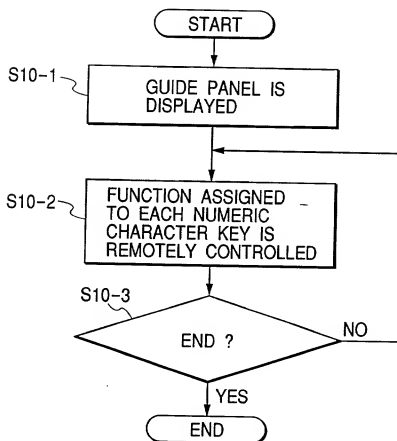 START
S10-1
GUIDE PANEL IS
DISPLAYED
S10-2
FUNCTION ASSIGNED
TO EACH NUMERIC
CHARACTER KEY IS
REMOTELY CONTROLLED
S10-3
END ?
NO
YES
END